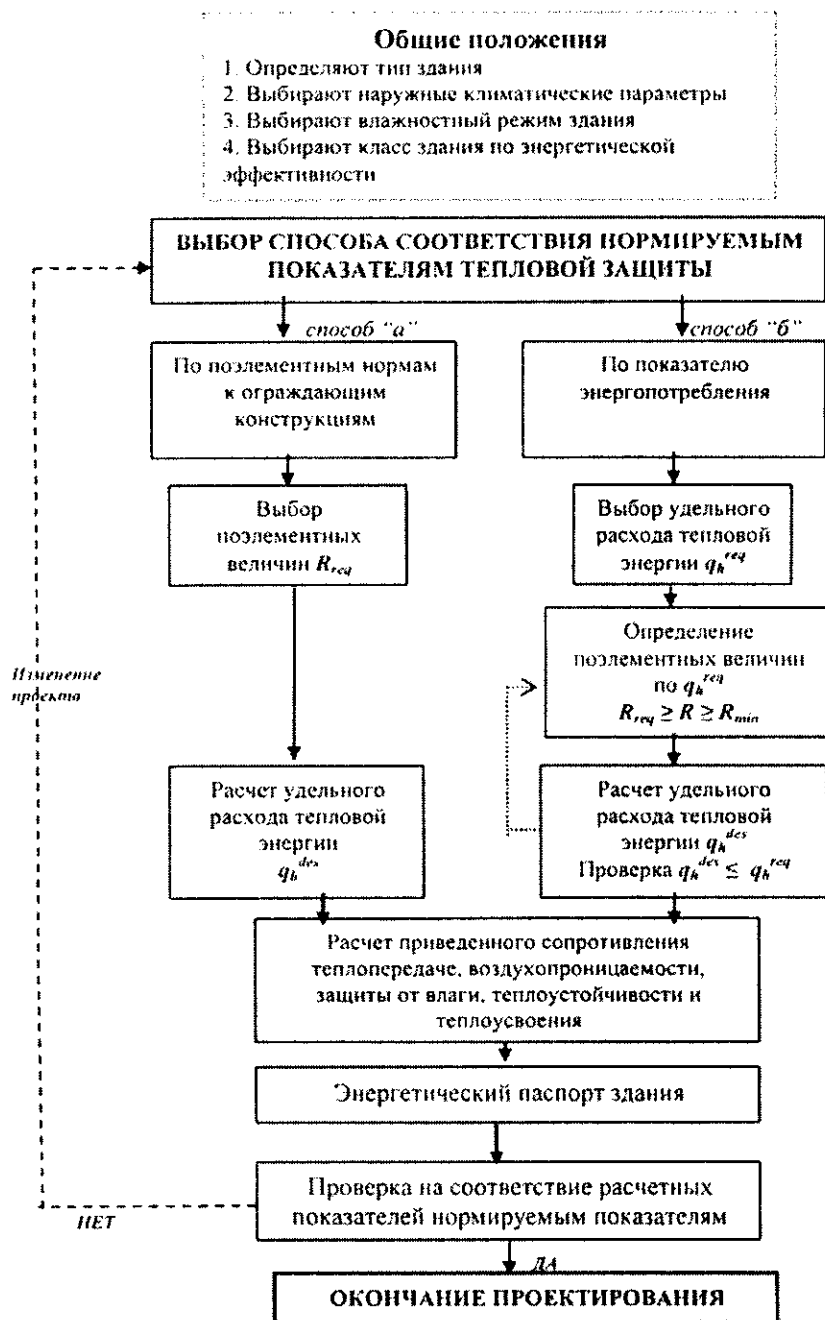 Общие положения
1. Определяют тип здания
2. Выбирают наружные климатические параметры
3. Выбирают влажностный режим здания
4. Выбирают класс здания по энергетической
эффективности
ВЫБОР СПОСОБА СООТВЕТСТВИЯ НОРМИРУЕМЫМ
ПОКАЗАТЕЛЯМ ТЕПЛОВОЙ ЗАЩИТЫ
способ "а"
По поэлементным нормам
к ограждающим
конструкциям
Выбор
поэлементных
величин R_req
Расчет удельного
расхода тепловой
энергии
q_h^des
способ "б"
По показателю
энергопотребления
Выбор удельного
расхода тепловой
энергии q_h^req
Определение
поэлементных величин
по q_h^req
R_req ≥ R ≥ R_min
Расчет удельного
расхода тепловой
энергии q_h^des
Проверка q_h^des ≤ q_h^req
Изменение
проекта
Расчет приведенного сопротивления
теплопередаче, воздухопроницаемости,
защиты от влаги, теплоустойчивости и
теплоусвоения
Энергетический паспорт здания
Проверка на соответствие расчетных
показателей нормируемым показателям
НЕТ
ДА
ОКОНЧАНИЕ ПРОЕКТИРОВАНИЯ